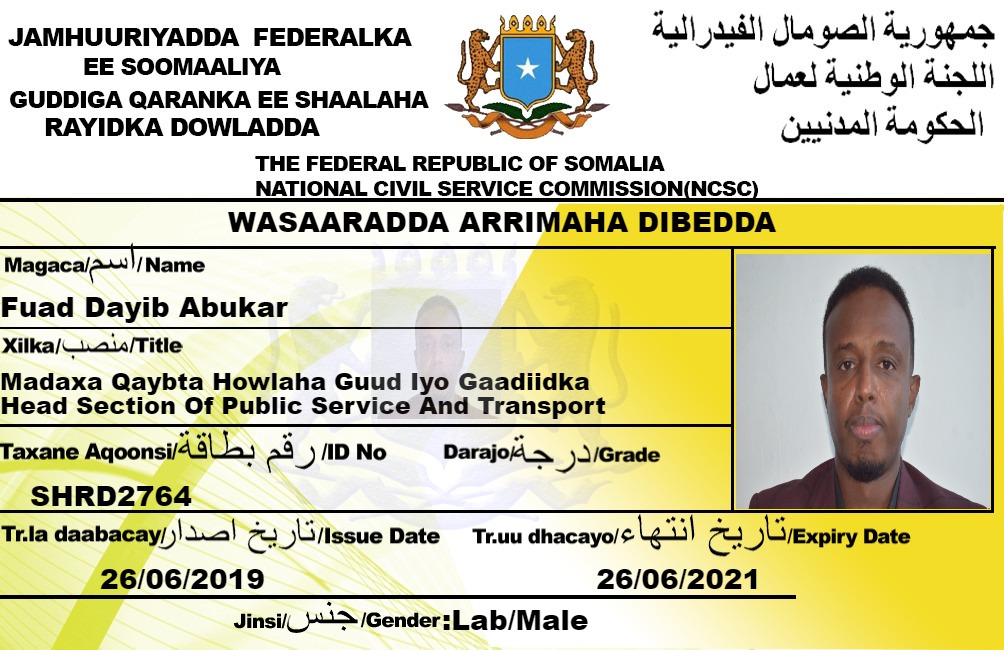 JAMHUURIYADDA FEDERALKA
EE SOOMAALIYA
GUDDIGA QARANKA EE SHAALAHA
RAYIDKA DOWLADDA
جمهورية الصومال الفيدرالية
اللجنة الوطنية لعمال
الحكومة المدنيين
THE FEDERAL REPUBLIC OF SOMALIA
NATIONAL CIVIL SERVICE COMMISSION(NCSC)
WASAARADDA ARRIMAHA DIBEDDA
Magaca/اسم/Name
Fuad Dayib Abukar
Xilka/منصب/Title
Madaxa Qaybta Howlaha Guud Iyo Gaadiidka
Head Section Of Public Service And Transport
Taxane Aqoonsi/رقم بطاقة/ID No
Darajo/درجة/Grade
SHRD2764
Tr.la daabacay/تاريخ اصدار/Issue Date
Tr.uu dhacayo/تاريخ انتهاء/Expiry Date
26/06/2019
26/06/2021
Jinsi/جنس/Gender:Lab/Male